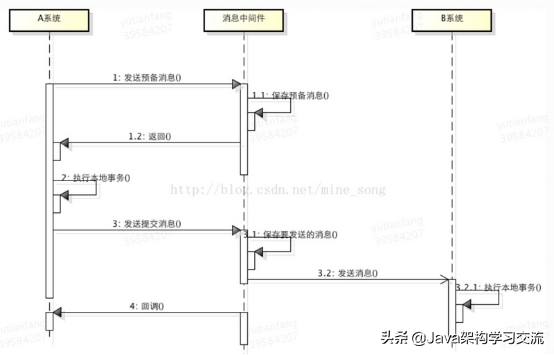 A系统
消息中间件
B系统
1: 发送预备消息()
1.1: 保存预备消息()
1.2: 返回()
2: 执行本地事务()
http://blog.csdn.net/mine_song
3: 发送提交消息()
3.1: 保存要发送的消息()
3.2: 发送消息()
3.2.1: 执行本地事务()
4: 回调()
头条 @Java架构学习交流